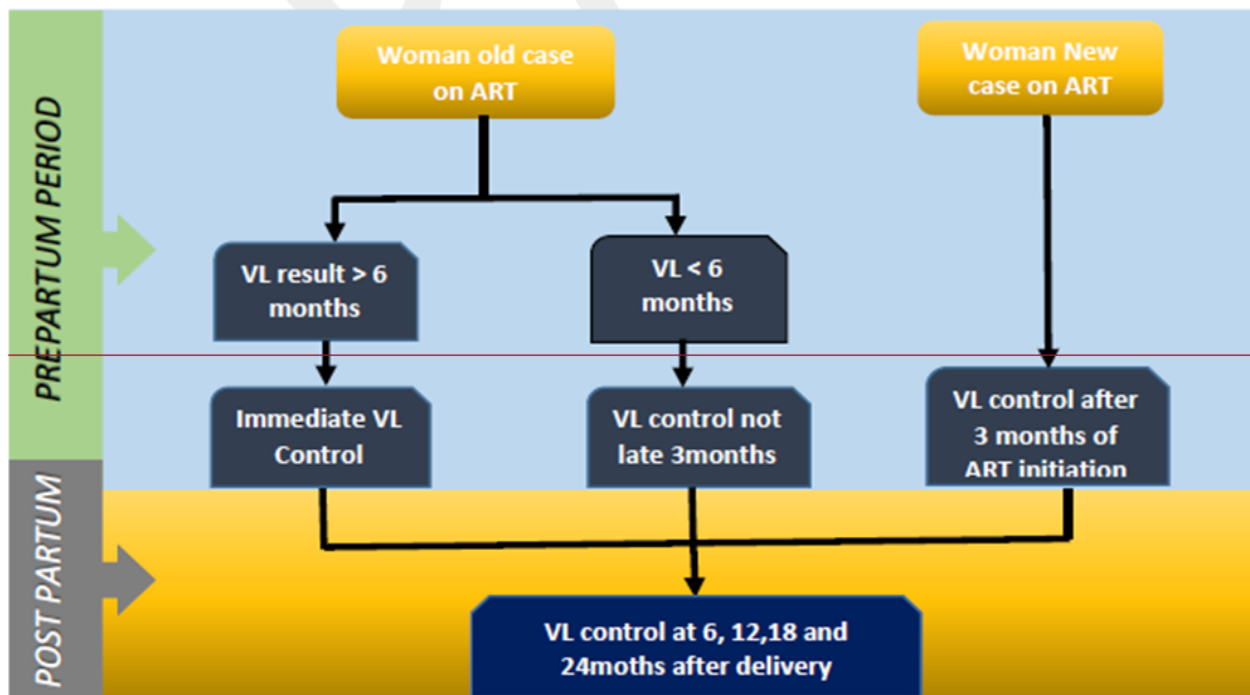 PREPARTUM PERIOD
Woman old case
on ART
Woman New
case on ART
VL result > 6
months
VL < 6
months
Immediate VL
Control
VL control not
late 3months
VL control after
3 months of
ART initiation
POST PARTUM
VL control at 6, 12,18 and
24moths after delivery